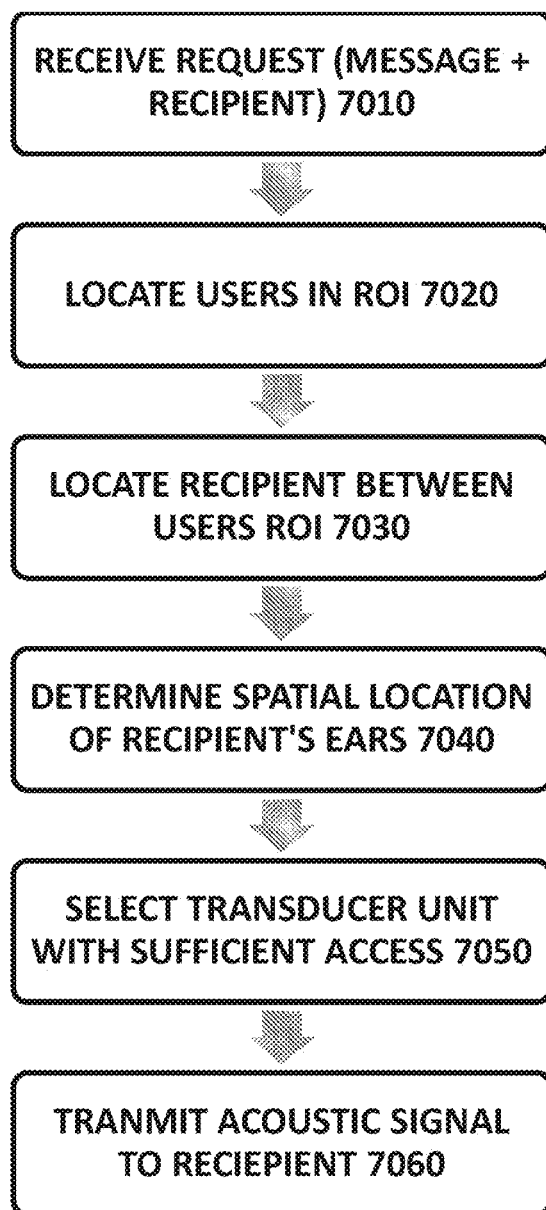 RECEIVE REQUEST (MESSAGE +
RECIPIENT) 7010
LOCATE USERS IN ROI 7020
LOCATE RECIPIENT BETWEEN
USERS ROI 7030
DETERMINE SPATIAL LOCATION
OF RECIPIENT'S EARS 7040
SELECT TRANSDUCER UNIT
WITH SUFFICIENT ACCESS 7050
TRANMIT ACOUSTIC SIGNAL
TO RECIEPIENT 7060